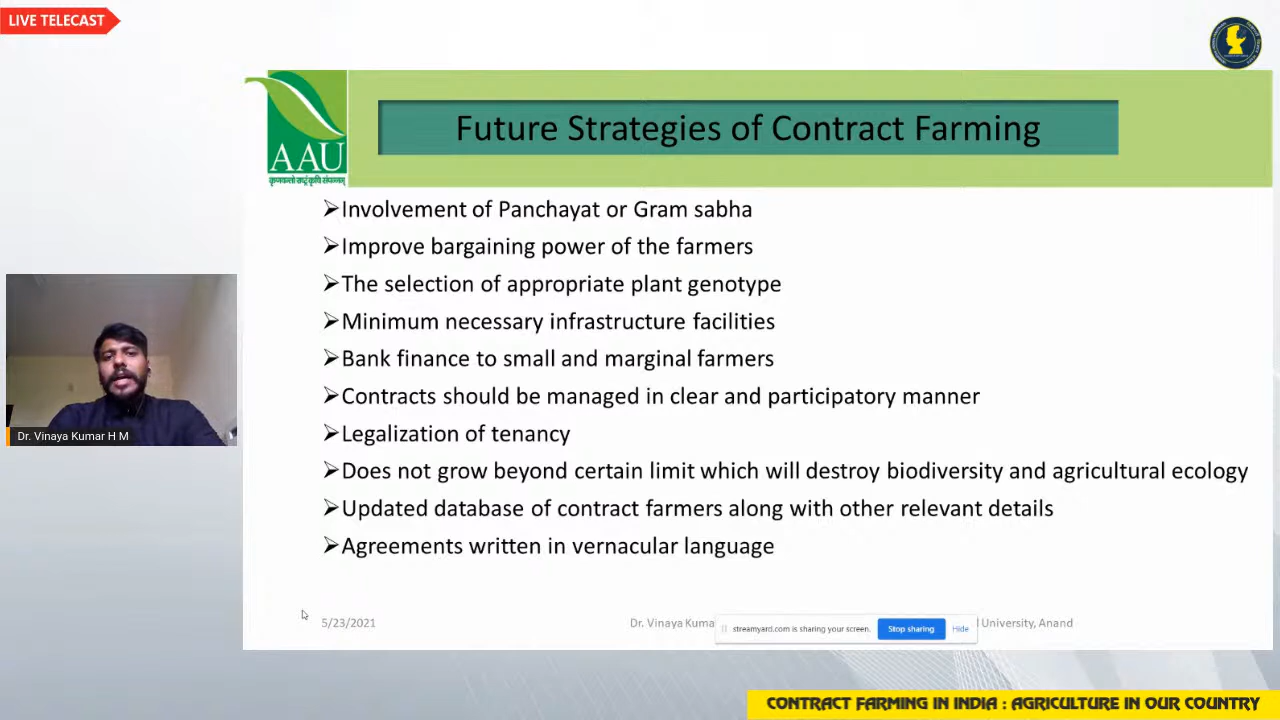 LIVE TELECAST
AAU
Future Strategies of Contract Farming
➢Involvement of Panchayat or Gram sabha
➢Improve bargaining power of the farmers
➢The selection of appropriate plant genotype
➢Minimum necessary infrastructure facilities
➢Bank finance to small and marginal farmers
➢Contracts should be managed in clear and participatory manner
➢Legalization of tenancy
➢Does not grow beyond certain limit which will destroy biodiversity and agricultural ecology
➢Updated database of contract farmers along with other relevant details
➢Agreements written in vernacular language
Dr. Vinaya Kumar H M
5/23/2021
Dr. Vinaya Kuma
streamyard.com is sharing your screen.
Stop sharing
Hide
University, Anand
CONTRACT FARMING IN INDIA : AGRICULTURE IN OUR COUNTRY